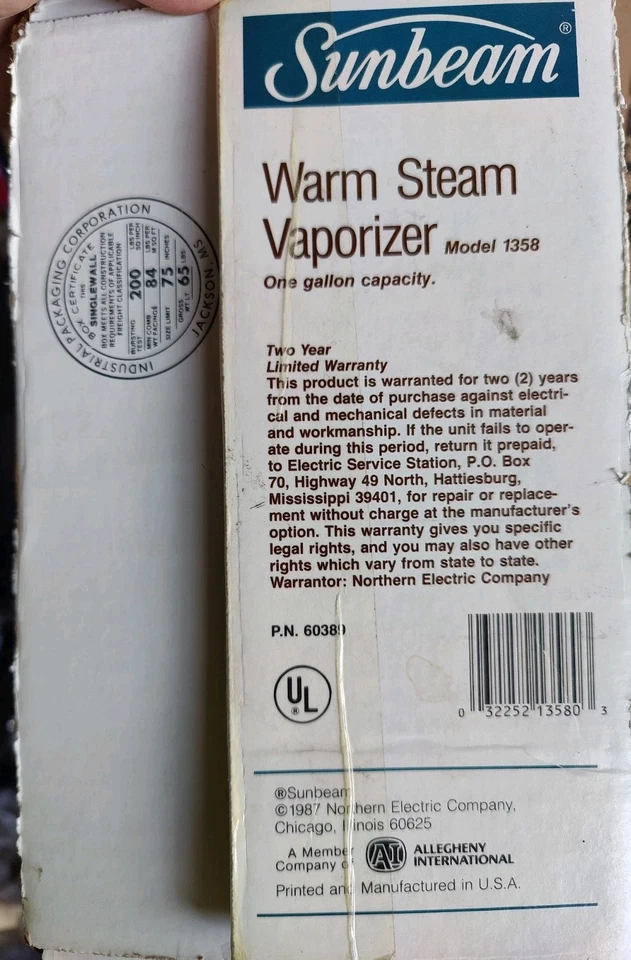 Sunbeam®
Warm Steam
Vaporizer Model 1358
One gallon capacity.
Two Year
Limited Warranty
This product is warranted for two (2) years
from the date of purchase against electri-
cal and mechanical defects in material
and workmanship. If the unit fails to oper-
ate during this period, return it prepaid,
to Electric Service Station, P.O. Box
70, Highway 49 North, Hattiesburg,
Mississippi 39401, for repair or replace-
ment without charge at the manufacturer's
option. This warranty gives you specific
legal rights, and you may also have other
rights which vary from state to state.
Warrantor: Northern Electric Company
P.N. 60389
UL
®
0 32252 13580 3
®Sunbeam
©1987 Northern Electric Company,
Chicago, Illinois 60625
A Member
Company of
AI
ALLEGHENY
INTERNATIONAL
Printed and Manufactured in U.S.A.
INDUSTRIAL PACKAGING CORPORATION
JACKSON, MS
BOX CERTIFICATE
THIS
SINGLEWALL
BOX MEETS ALL CONSTRUCTION
REQUIREMENTS OF APPLICABLE
FREIGHT CLASSIFICATION
BURSTING TEST 200 LBS PER SQ INCH
MIN COMB WT FACINGS 84 LBS PER M SQ FT
SIZE LIMIT 75 INCHES
GROSS WT LT 65 LBS